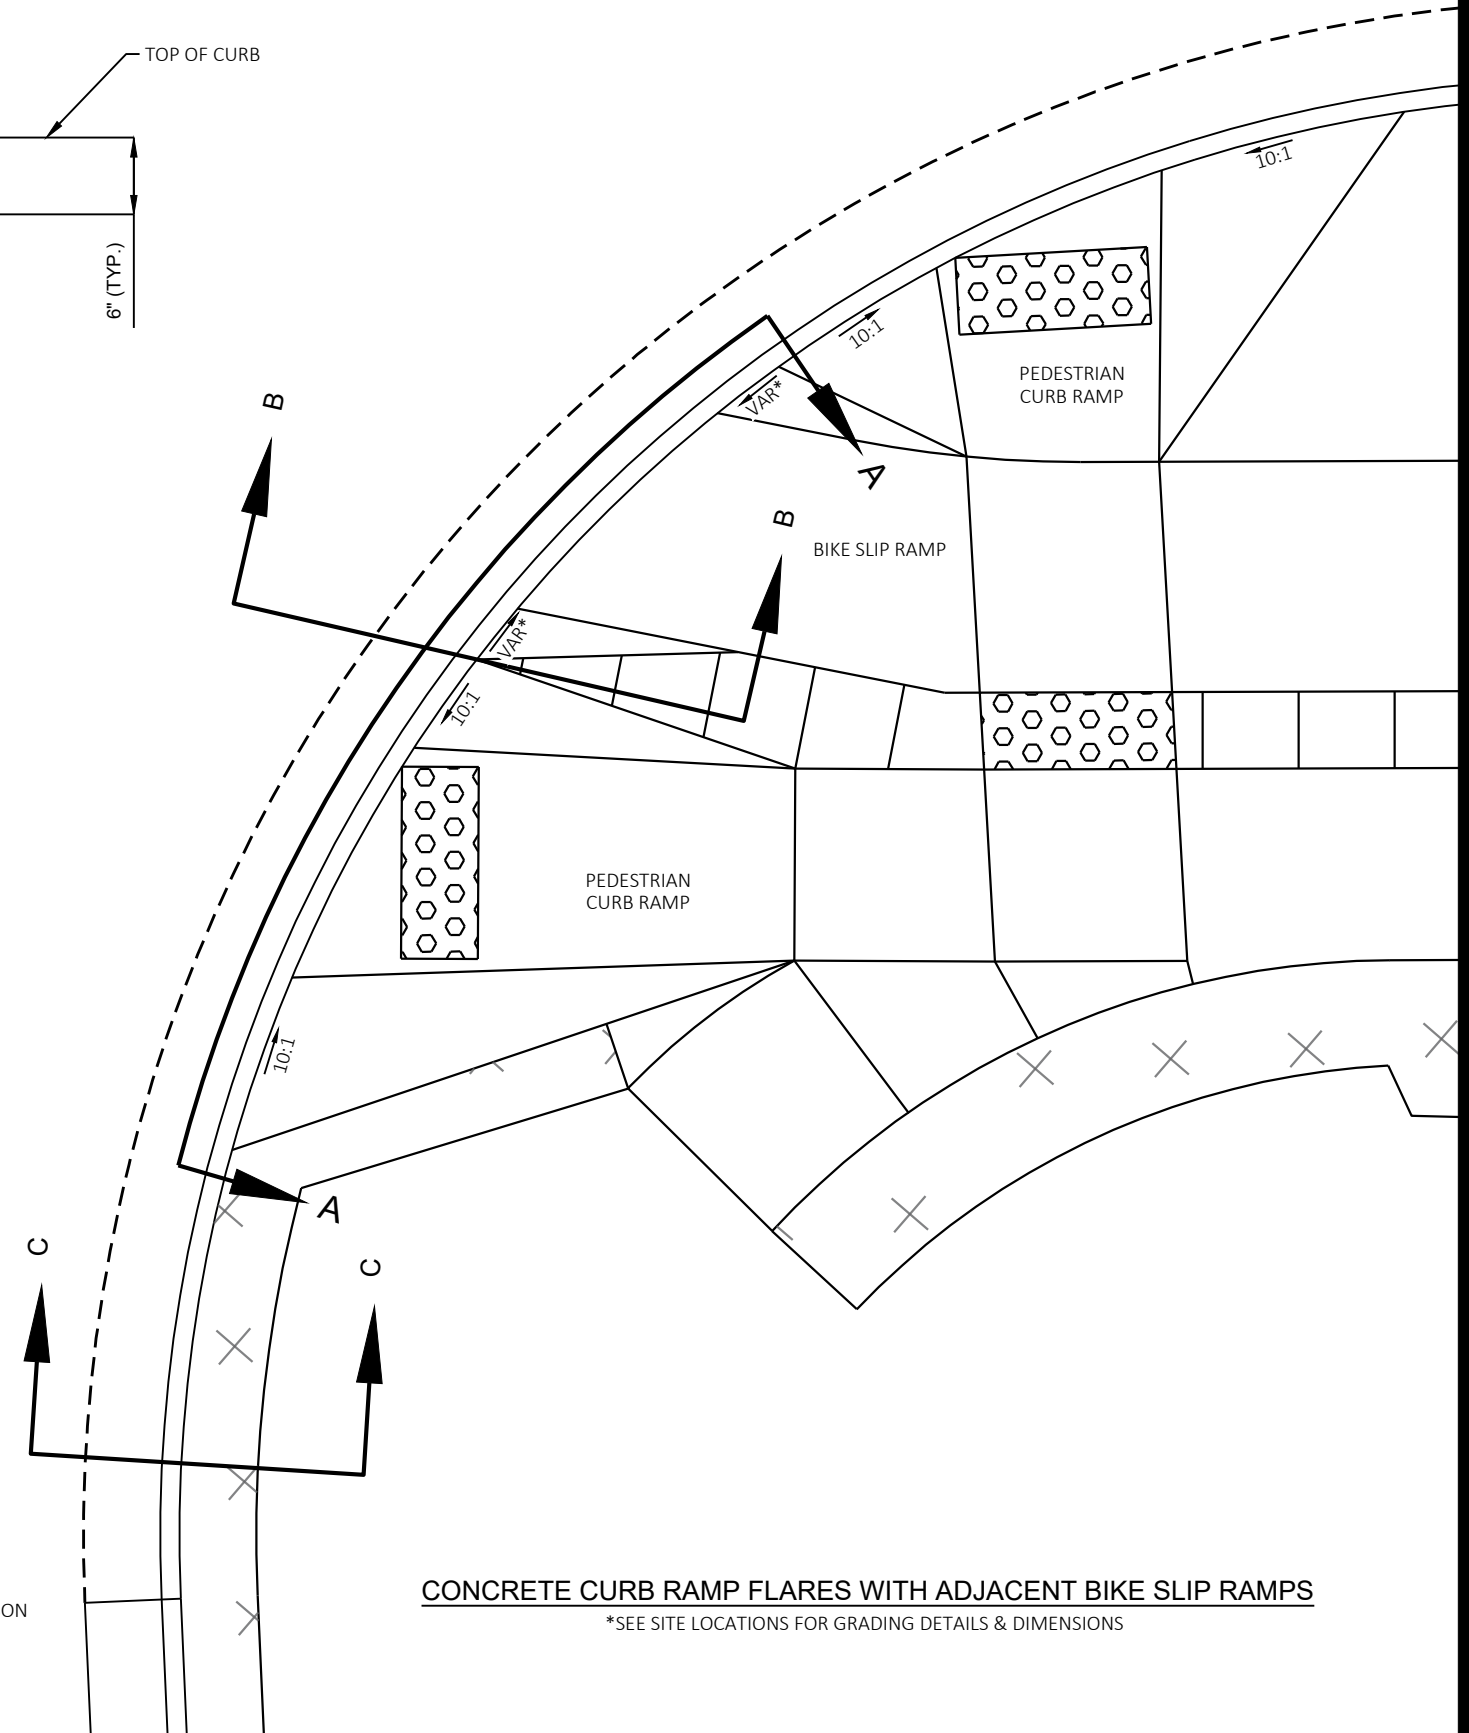 TOP OF CURB
6" (TYP.)
10:1
10:1
PEDESTRIAN
CURB RAMP
VAR*
B
A
B
BIKE SLIP RAMP
VAR*
10:1
PEDESTRIAN
CURB RAMP
10:1
A
C
C
CONCRETE CURB RAMP FLARES WITH ADJACENT BIKE SLIP RAMPS
ON
*SEE SITE LOCATIONS FOR GRADING DETAILS & DIMENSIONS